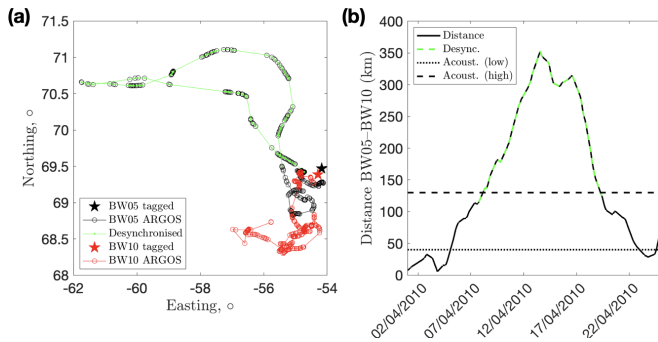 (a)
71.5
71
70.5
70
69.5
69
68.5
68
Northing, ○
BW05 tagged
BW05 ARGOS
Desynchronised
BW10 tagged
BW10 ARGOS
-62
-60
-58
-56
-54
Easting, ○
(b)
400
350
300
250
200
150
100
50
0
Distance BW05–BW10 (km)
Distance
Desync.
Acoust. (low)
Acoust. (high)
02/04/2010
07/04/2010
12/04/2010
17/04/2010
22/04/2010